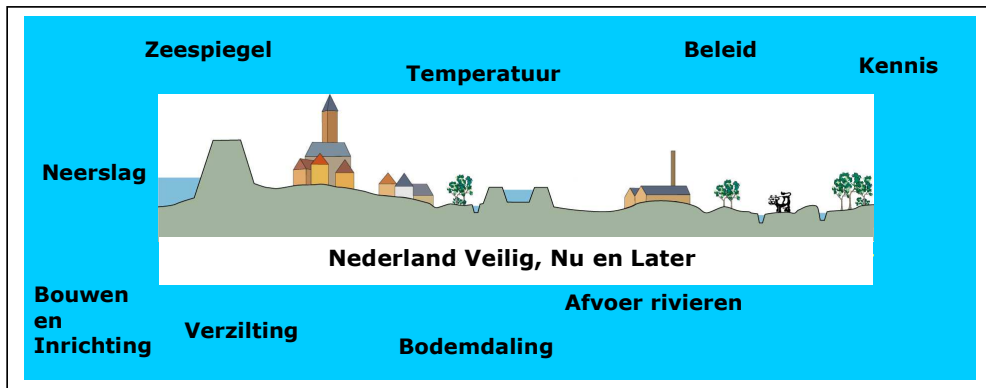 Zeespiegel
Temperatuur
Beleid
Kennis
Neerslag
Nederland Veilig, Nu en Later
Bouwen
en
Inrichting
Verzilting
Bodemdaling
Afvoer rivieren